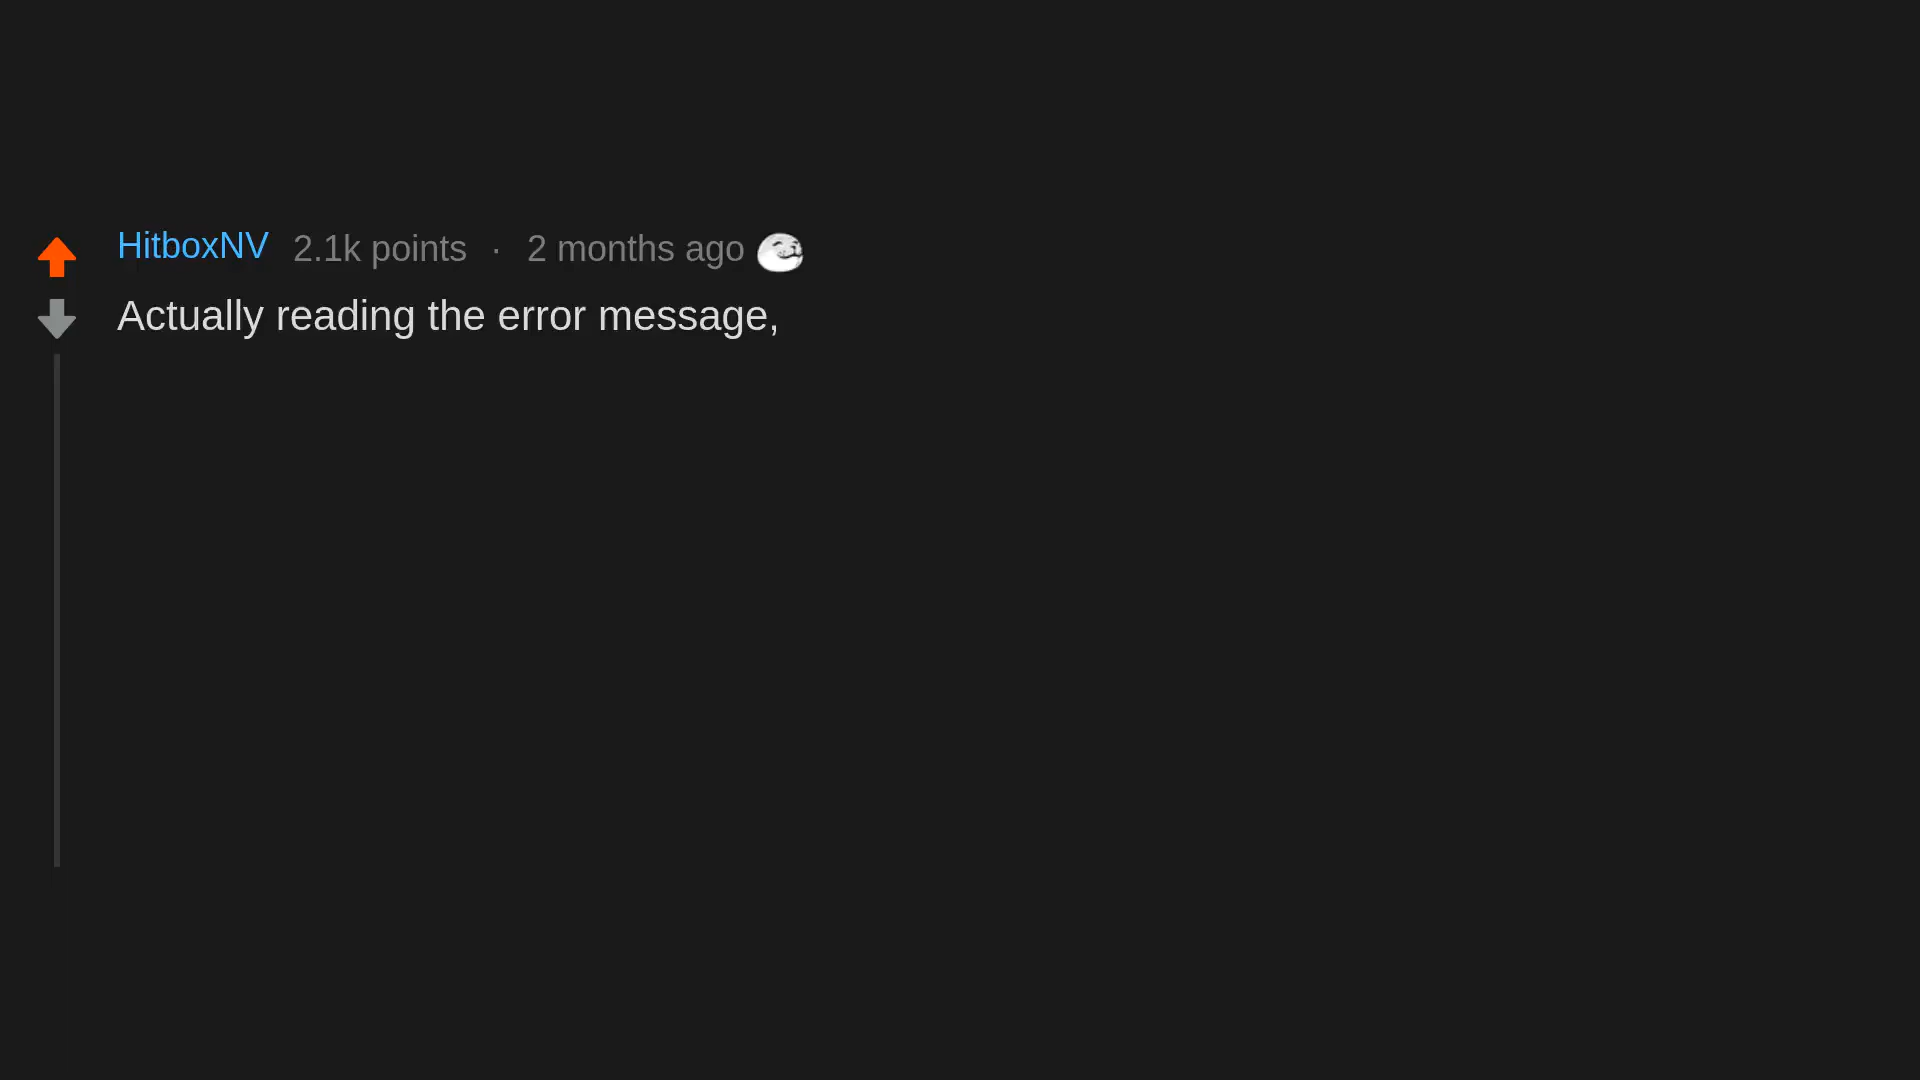 HitboxNV 2.1k points · 2 months ago
Actually reading the error message,